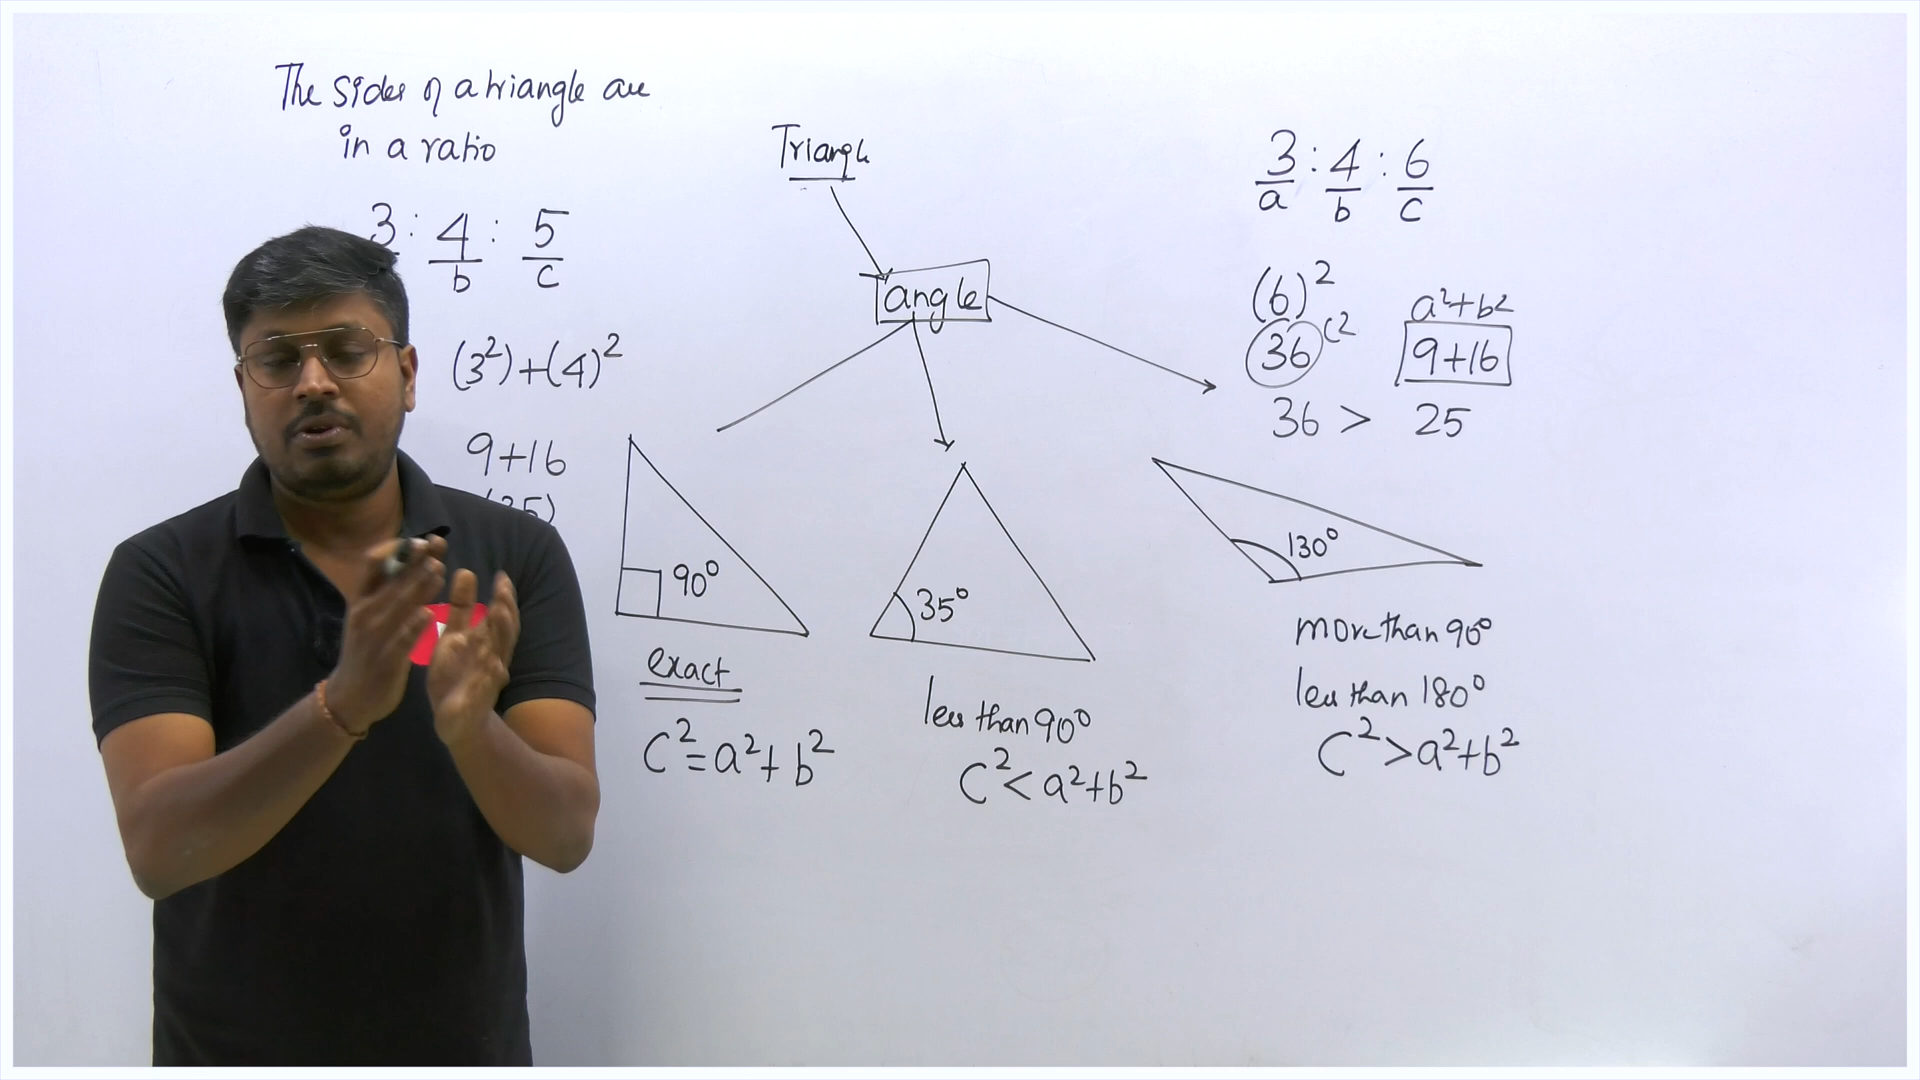 The sides of a triangle are
in a ratio
3 : 4 : 5
b c
(3²)+(4)²
9+16
Triangle
angle
90°
exact
c²=a²+b²
35°
less than 90°
c²<a²+b²
3 : 4 : 6
a b c
(6)²
36 c²
a²+b²
9+16
36 > 25
130°
more than 90°
less than 180°
c²>a²+b²